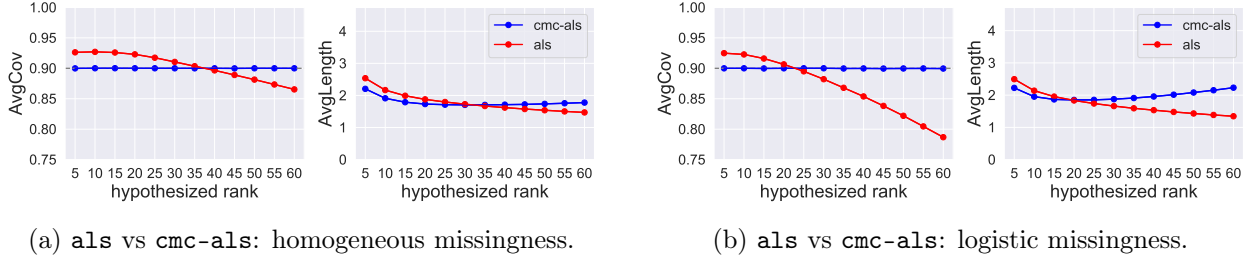 1.00
0.95
0.90
0.85
0.80
0.75
AvgCov
5 10 15 20 25 30 35 40 45 50 55 60
hypothesized rank
4
3
2
1
0
AvgLength
cmc-als
als
5 10 15 20 25 30 35 40 45 50 55 60
hypothesized rank
(a) als vs cmc-als: homogeneous missingness.
1.00
0.95
0.90
0.85
0.80
0.75
AvgCov
5 10 15 20 25 30 35 40 45 50 55 60
hypothesized rank
4
3
2
1
0
AvgLength
cmc-als
als
5 10 15 20 25 30 35 40 45 50 55 60
hypothesized rank
(b) als vs cmc-als: logistic missingness.